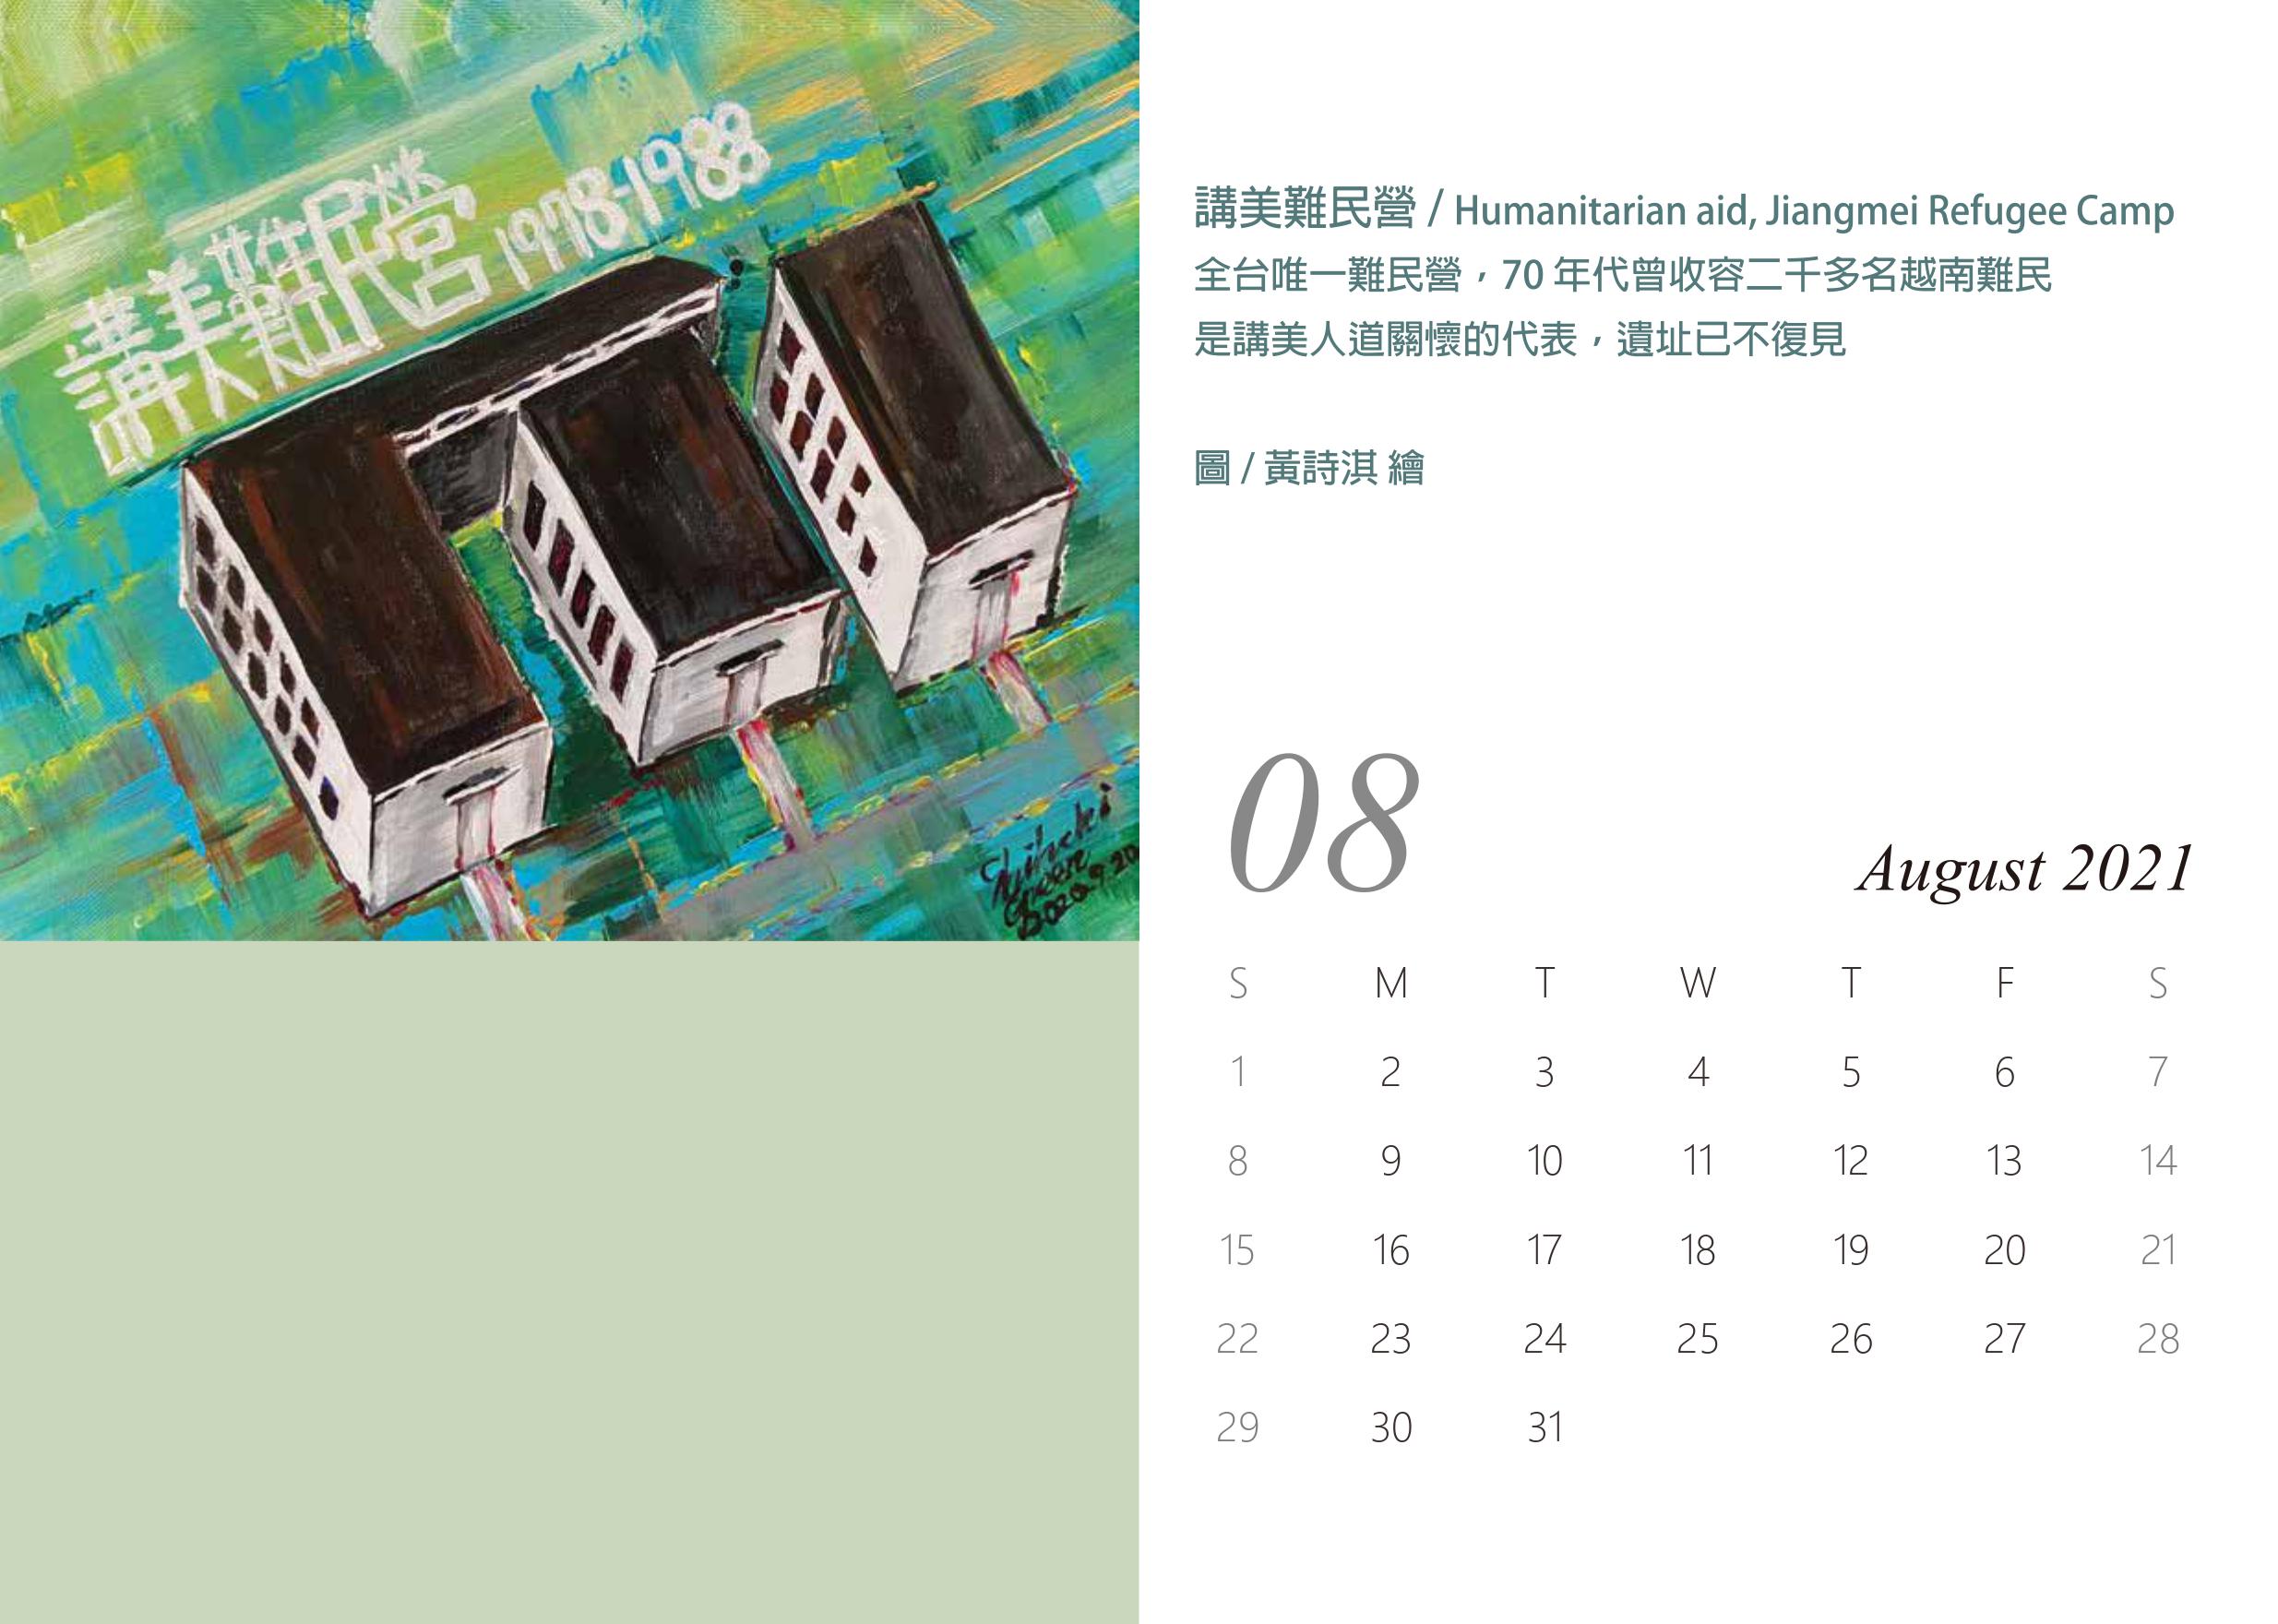 講美難民營 1978-1988
2020.9.20
講美難民營 / Humanitarian aid, Jiangmei Refugee Camp
全台唯一難民營，70 年代曾收容二千多名越南難民
是講美人道關懷的代表，遺址已不復見
圖 / 黃詩淇 繪
08
August 2021
S M T W T F S
1 2 3 4 5 6 7
8 9 10 11 12 13 14
15 16 17 18 19 20 21
22 23 24 25 26 27 28
29 30 31